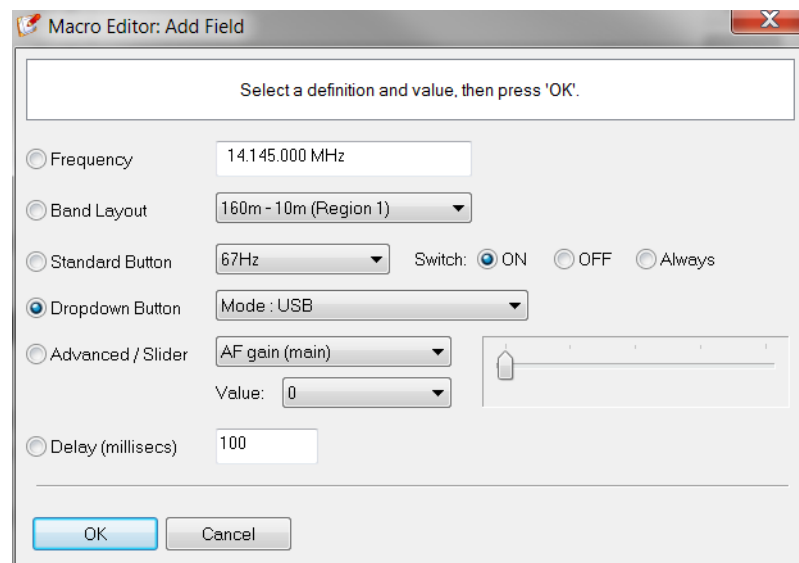 Macro Editor: Add Field
Select a definition and value, then press 'OK'.
Frequency 14.145.000 MHz
Band Layout 160m - 10m (Region 1)
Standard Button 67Hz Switch: ON OFF Always
Dropdown Button Mode : USB
Advanced / Slider AF gain (main)
Value: 0
Delay (millisecs) 100
OK Cancel